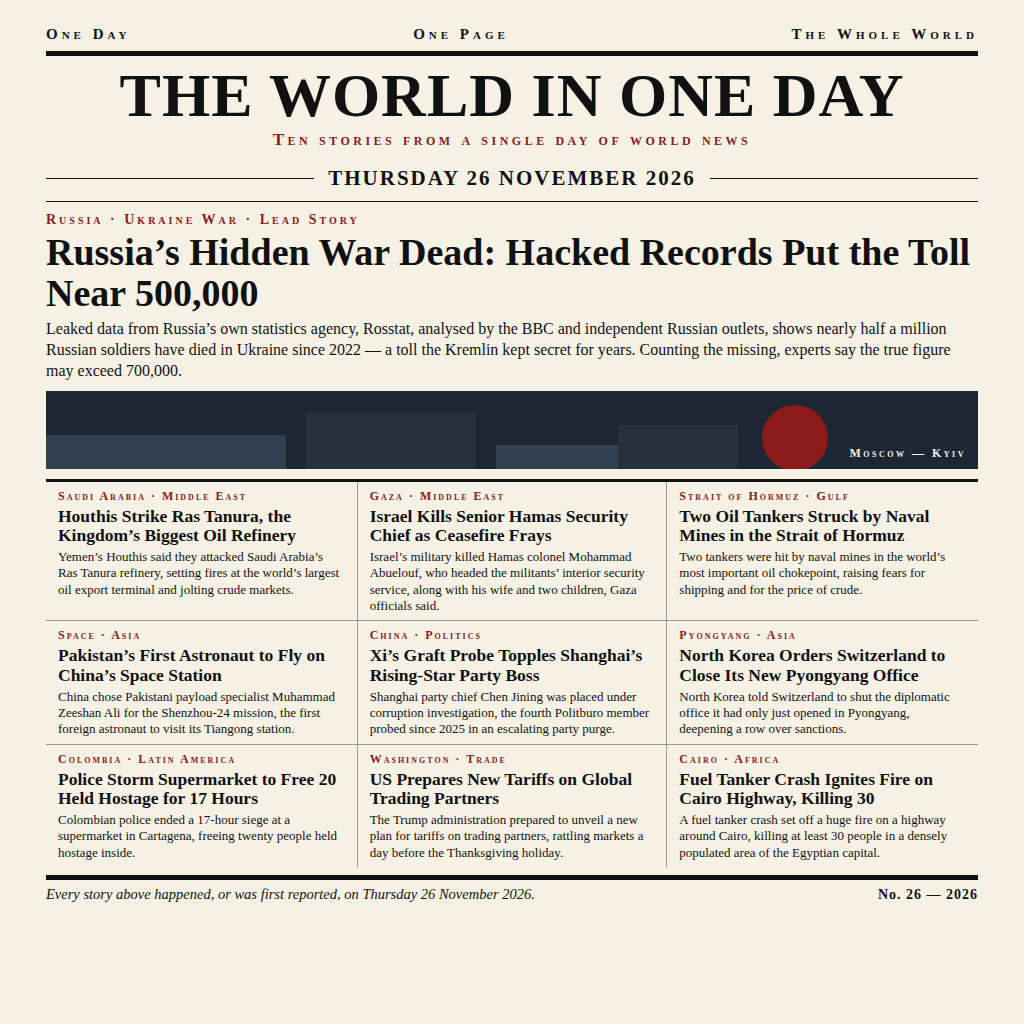 One Day
One Page
The Whole World
THE WORLD IN ONE DAY
Ten stories from a single day of world news
THURSDAY 26 NOVEMBER 2026
Russia · Ukraine War · Lead Story
Russia’s Hidden War Dead: Hacked Records Put the Toll
Near 500,000
Leaked data from Russia’s own statistics agency, Rosstat, analysed by the BBC and independent Russian outlets, shows nearly half a million
Russian soldiers have died in Ukraine since 2022 — a toll the Kremlin kept secret for years. Counting the missing, experts say the true figure
may exceed 700,000.
Moscow — Kyiv
Saudi Arabia · Middle East
Houthis Strike Ras Tanura, the
Kingdom’s Biggest Oil Refinery
Yemen’s Houthis said they attacked Saudi Arabia’s
Ras Tanura refinery, setting fires at the world’s largest
oil export terminal and jolting crude markets.
Gaza · Middle East
Israel Kills Senior Hamas Security
Chief as Ceasefire Frays
Israel’s military killed Hamas colonel Mohammad
Abuelouf, who headed the militants’ interior security
service, along with his wife and two children, Gaza
officials said.
Strait of Hormuz · Gulf
Two Oil Tankers Struck by Naval
Mines in the Strait of Hormuz
Two tankers were hit by naval mines in the world’s
most important oil chokepoint, raising fears for
shipping and for the price of crude.
Space · Asia
Pakistan’s First Astronaut to Fly on
China’s Space Station
China chose Pakistani payload specialist Muhammad
Zeeshan Ali for the Shenzhou-24 mission, the first
foreign astronaut to visit its Tiangong station.
China · Politics
Xi’s Graft Probe Topples Shanghai’s
Rising-Star Party Boss
Shanghai party chief Chen Jining was placed under
corruption investigation, the fourth Politburo member
probed since 2025 in an escalating party purge.
Pyongyang · Asia
North Korea Orders Switzerland to
Close Its New Pyongyang Office
North Korea told Switzerland to shut the diplomatic
office it had only just opened in Pyongyang,
deepening a row over sanctions.
Colombia · Latin America
Police Storm Supermarket to Free 20
Held Hostage for 17 Hours
Colombian police ended a 17-hour siege at a
supermarket in Cartagena, freeing twenty people held
hostage inside.
Washington · Trade
US Prepares New Tariffs on Global
Trading Partners
The Trump administration prepared to unveil a new
plan for tariffs on trading partners, rattling markets a
day before the Thanksgiving holiday.
Cairo · Africa
Fuel Tanker Crash Ignites Fire on
Cairo Highway, Killing 30
A fuel tanker crash set off a huge fire on a highway
around Cairo, killing at least 30 people in a densely
populated area of the Egyptian capital.
Every story above happened, or was first reported, on Thursday 26 November 2026.
No. 26 — 2026